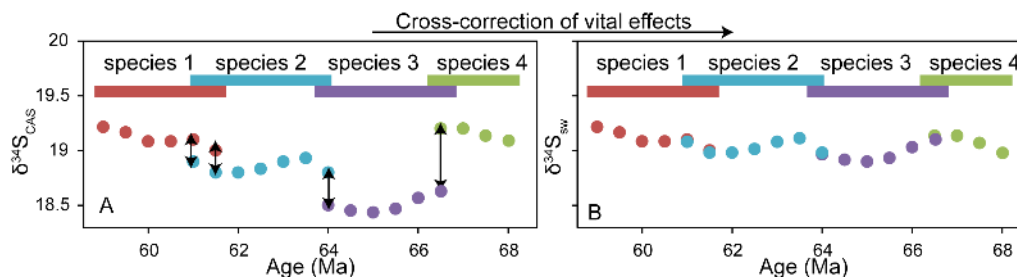 Cross-correction of vital effects
20
19.5
19
18.5
δ³⁴S_CAS
species 1 species 2 species 3 species 4
A
60 62 64 66 68
Age (Ma)
δ³⁴S_sw
species 1 species 2 species 3 species 4
B
60 62 64 66 68
Age (Ma)